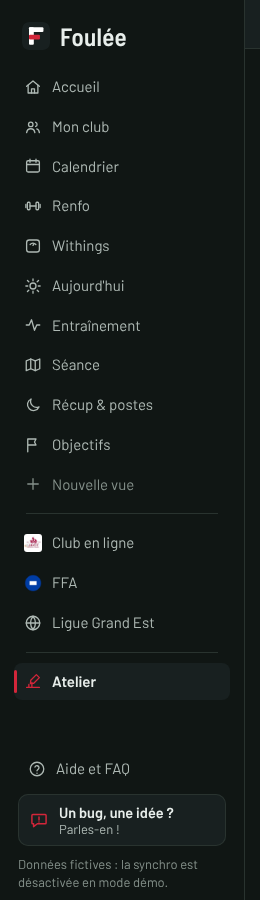 Foulée
Accueil
Mon club
Calendrier
Renfo
Withings
Aujourd'hui
Entraînement
Séance
Récup & postes
Objectifs
Nouvelle vue
Club en ligne
FFA
Ligue Grand Est
Atelier
Aide et FAQ
Un bug, une idée ?
Parles-en !
Données fictives : la synchro est
désactivée en mode démo.